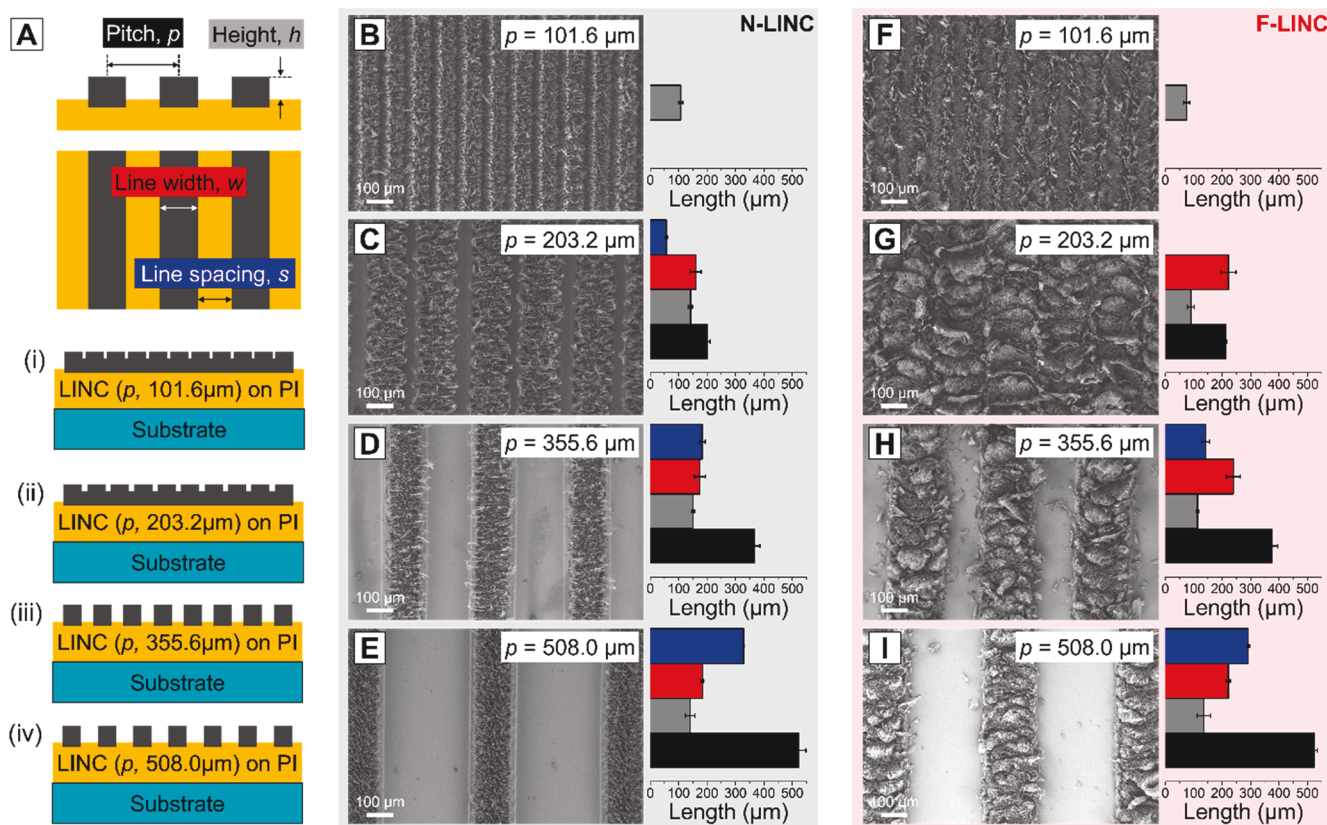 A
Pitch, p
Height, h
Line width, w
Line spacing, s
(i)
LINC (p, 101.6µm) on PI
Substrate
(ii)
LINC (p, 203.2µm) on PI
Substrate
(iii)
LINC (p, 355.6µm) on PI
Substrate
(iv)
LINC (p, 508.0µm) on PI
Substrate
N-LINC
B
p = 101.6 µm
100 µm
0 100 200 300 400 500
Length (µm)
C
p = 203.2 µm
100 µm
0 100 200 300 400 500
Length (µm)
D
p = 355.6 µm
100 µm
0 100 200 300 400 500
Length (µm)
E
p = 508.0 µm
100 µm
0 100 200 300 400 500
Length (µm)
F-LINC
F
p = 101.6 µm
100 µm
0 100 200 300 400 500
Length (µm)
G
p = 203.2 µm
100 µm
0 100 200 300 400 500
Length (µm)
H
p = 355.6 µm
100 µm
0 100 200 300 400 500
Length (µm)
I
p = 508.0 µm
100 µm
0 100 200 300 400 500
Length (µm)